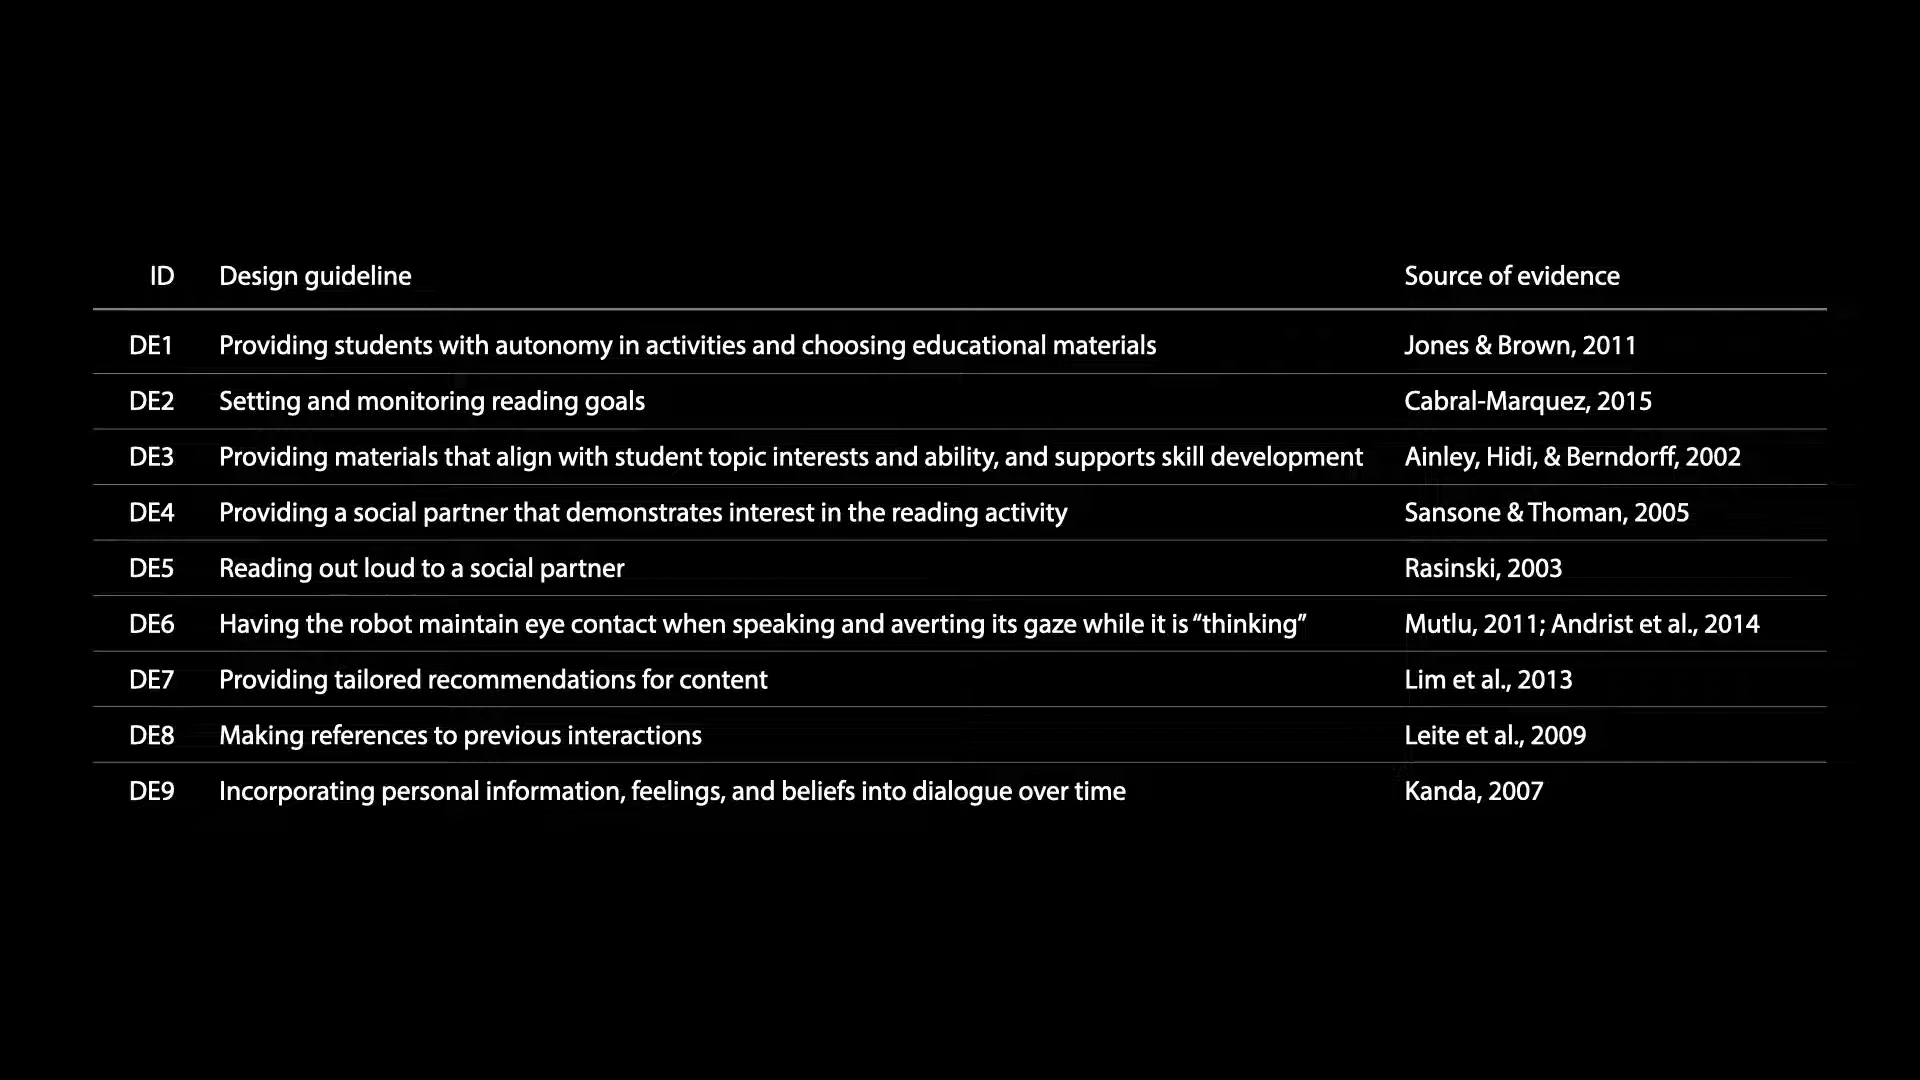 ID Design guideline Source of evidence
DE1 Providing students with autonomy in activities and choosing educational materials Jones & Brown, 2011
DE2 Setting and monitoring reading goals Cabral-Marquez, 2015
DE3 Providing materials that align with student topic interests and ability, and supports skill development Ainley, Hidi, & Berndorff, 2002
DE4 Providing a social partner that demonstrates interest in the reading activity Sansone & Thoman, 2005
DE5 Reading out loud to a social partner Rasinski, 2003
DE6 Having the robot maintain eye contact when speaking and averting its gaze while it is “thinking” Mutlu, 2011; Andrist et al., 2014
DE7 Providing tailored recommendations for content Lim et al., 2013
DE8 Making references to previous interactions Leite et al., 2009
DE9 Incorporating personal information, feelings, and beliefs into dialogue over time Kanda, 2007